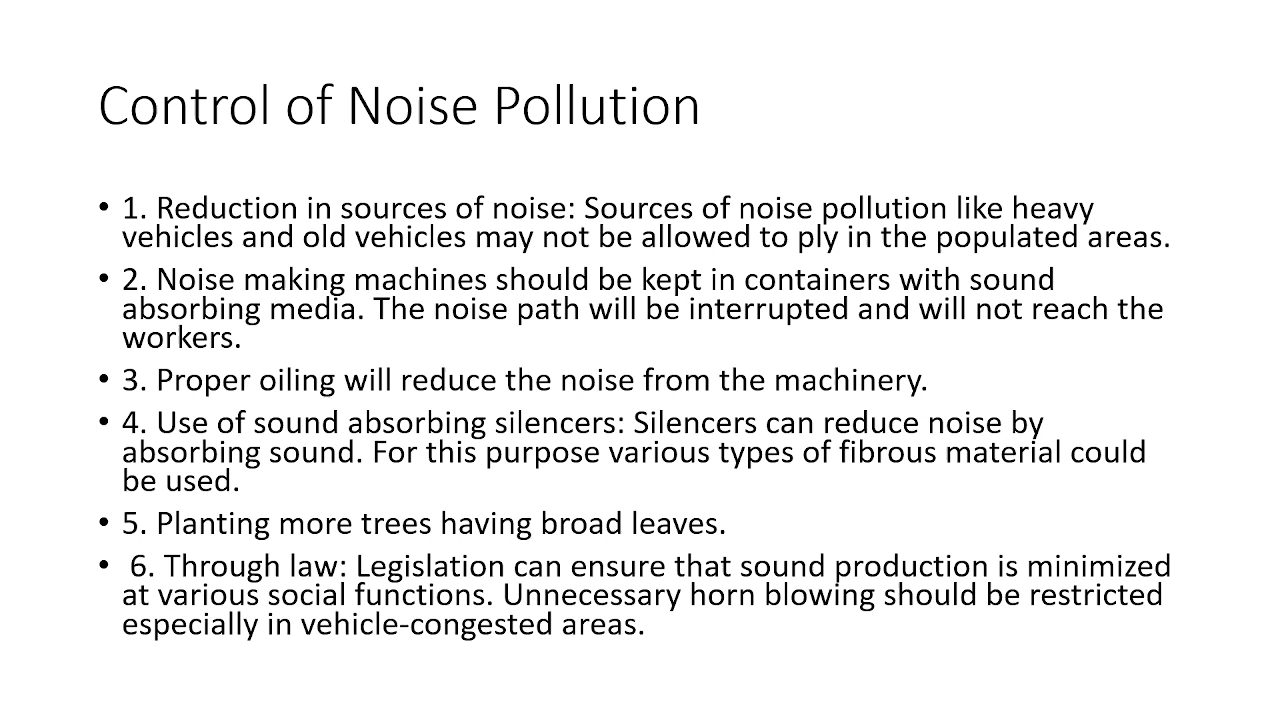 Control of Noise Pollution
• 1. Reduction in sources of noise: Sources of noise pollution like heavy
vehicles and old vehicles may not be allowed to ply in the populated areas.
• 2. Noise making machines should be kept in containers with sound
absorbing media. The noise path will be interrupted and will not reach the
workers.
• 3. Proper oiling will reduce the noise from the machinery.
• 4. Use of sound absorbing silencers: Silencers can reduce noise by
absorbing sound. For this purpose various types of fibrous material could
be used.
• 5. Planting more trees having broad leaves.
• 6. Through law: Legislation can ensure that sound production is minimized
at various social functions. Unnecessary horn blowing should be restricted
especially in vehicle-congested areas.